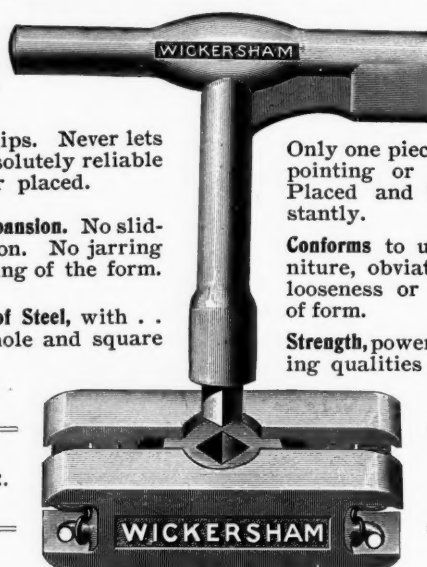 WICKERSHAM
ips. Never lets
solutely reliable
r placed.
pansion. No slid-
on. No jarring
ng of the form.
of Steel, with . .
hole and square
Only one piec
pointing or
Placed and
stantly.
Conforms to u
niture, obviat
looseness or
of form.
Strength, power
ing qualities
WICKERSHAM